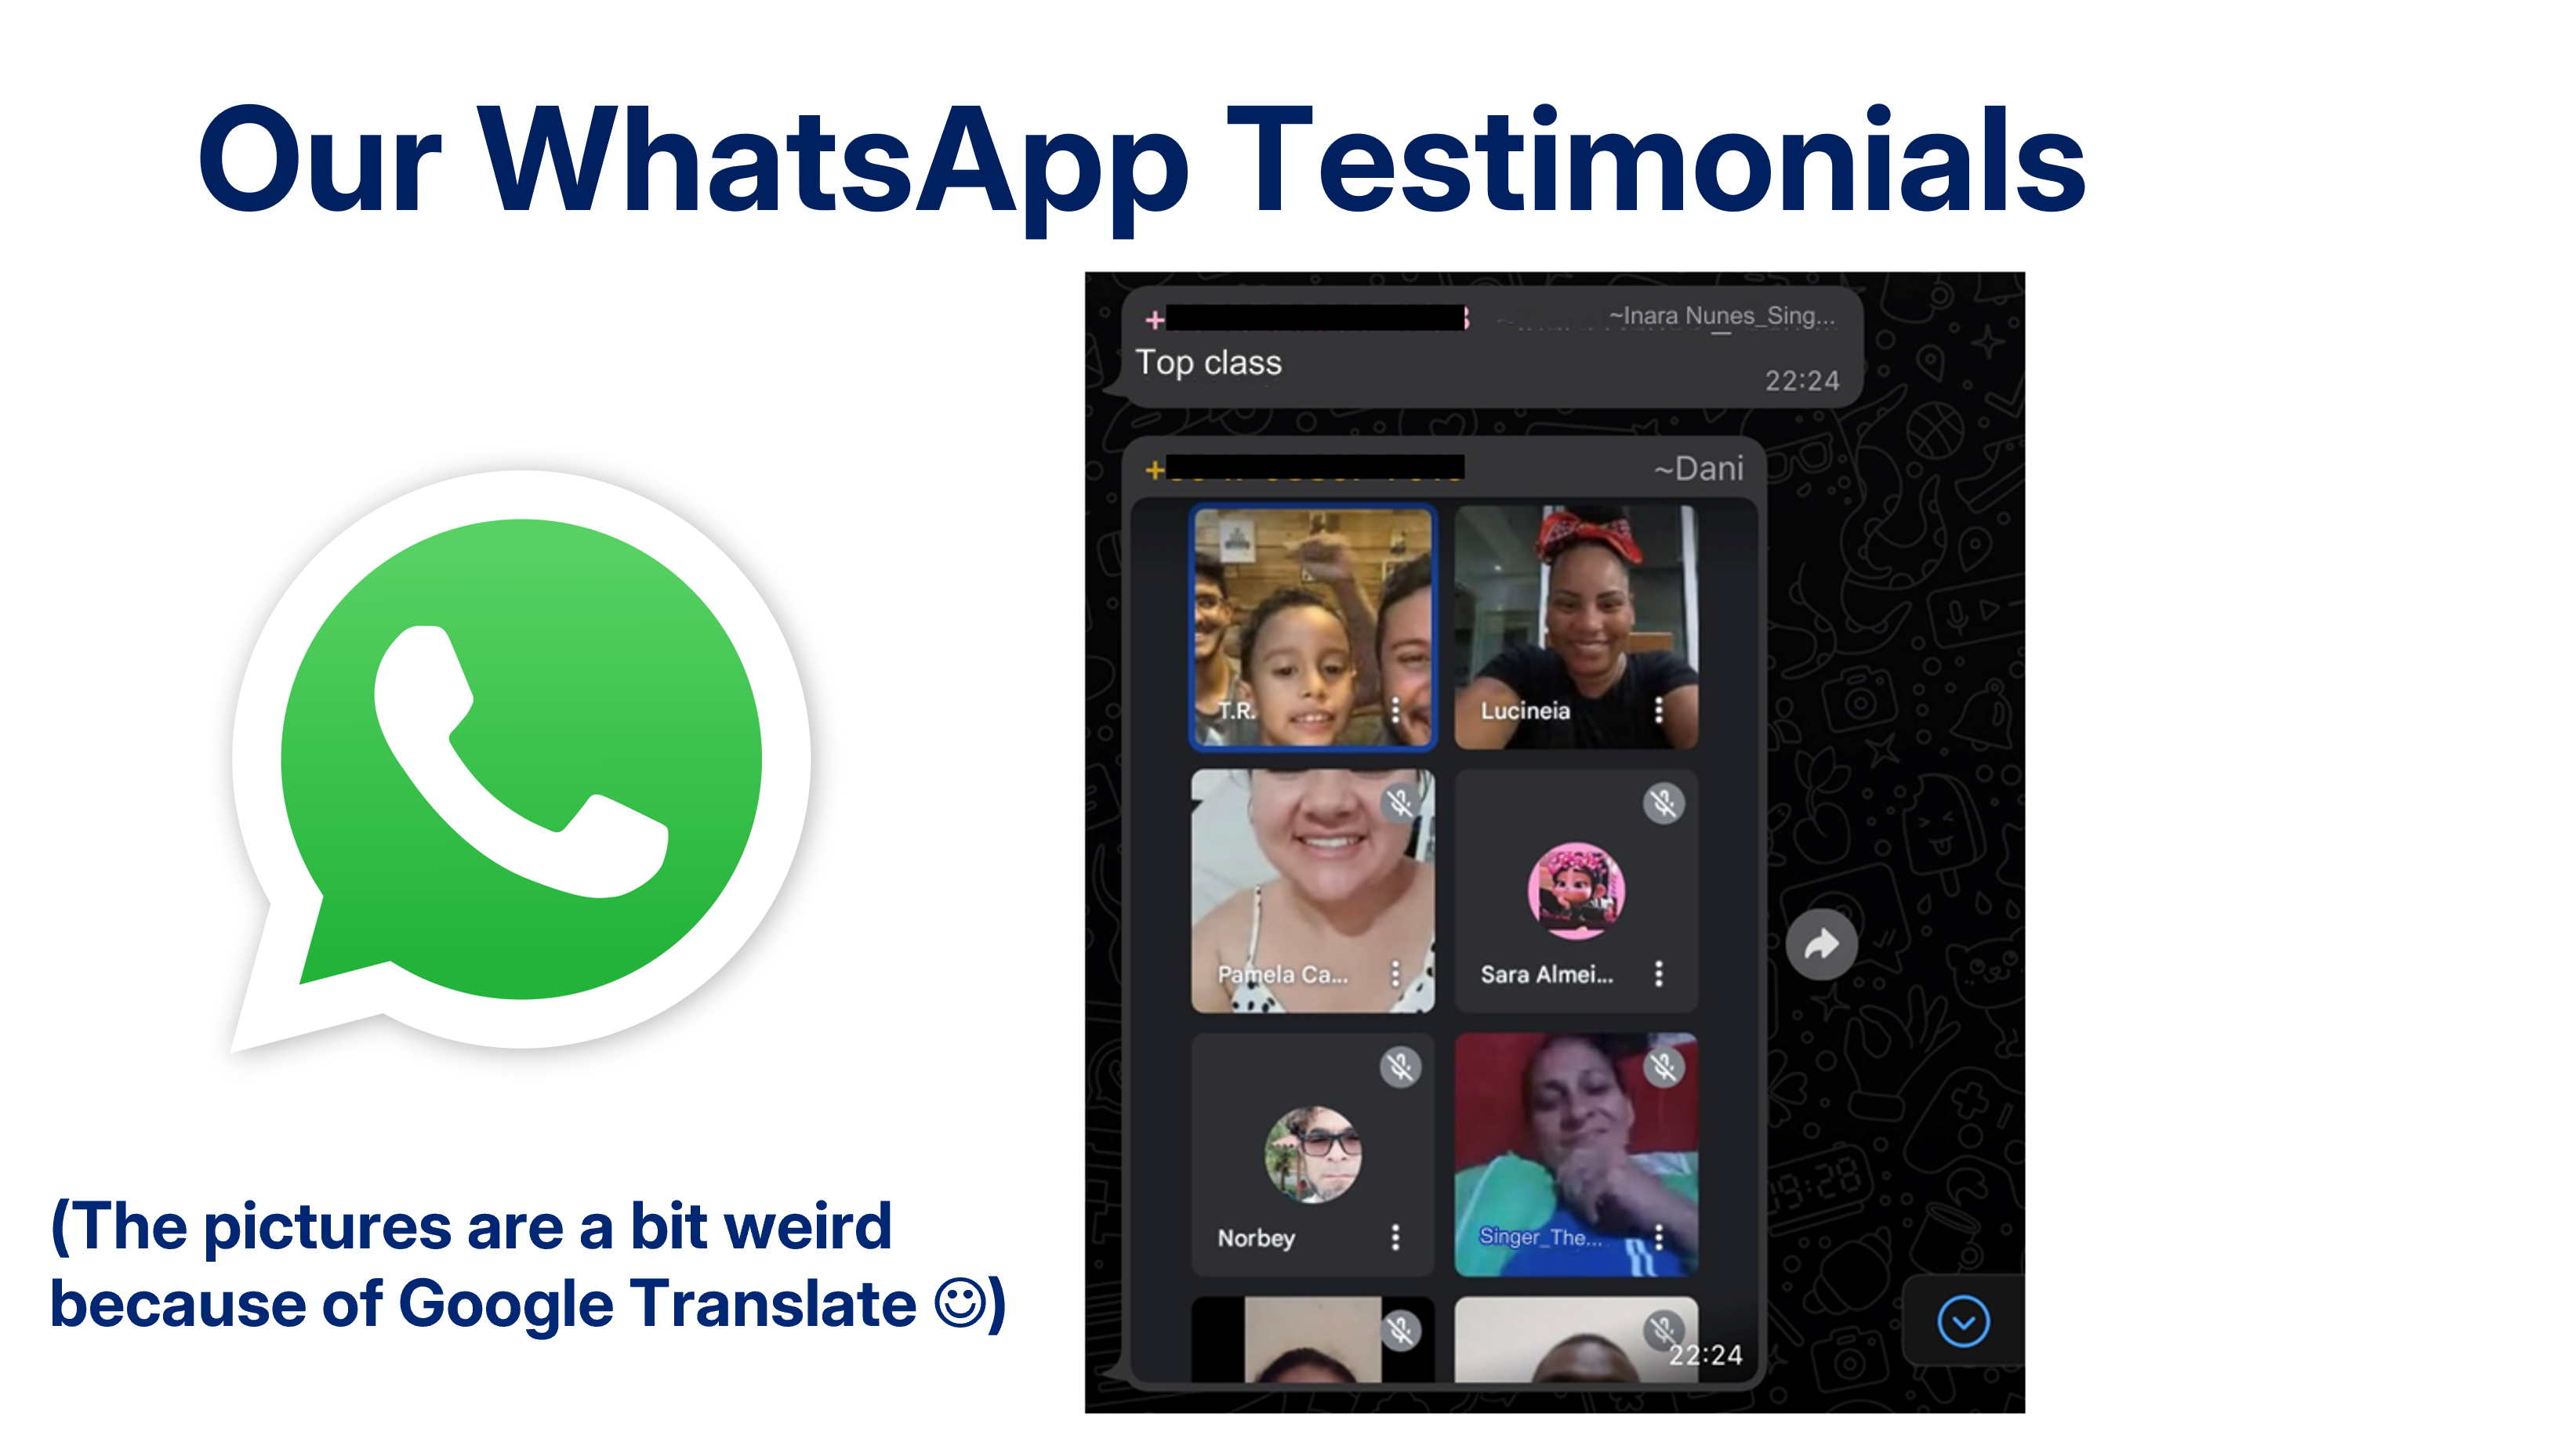 Our WhatsApp Testimonials
+ ~Inara Nunes_Sing...
Top class
22:24
+ ~Dani
T.R.
Lucineia
Pamela Ca...
Sara Almei...
Norbey
Singer_The...
22:24
(The pictures are a bit weird
because of Google Translate ☺)